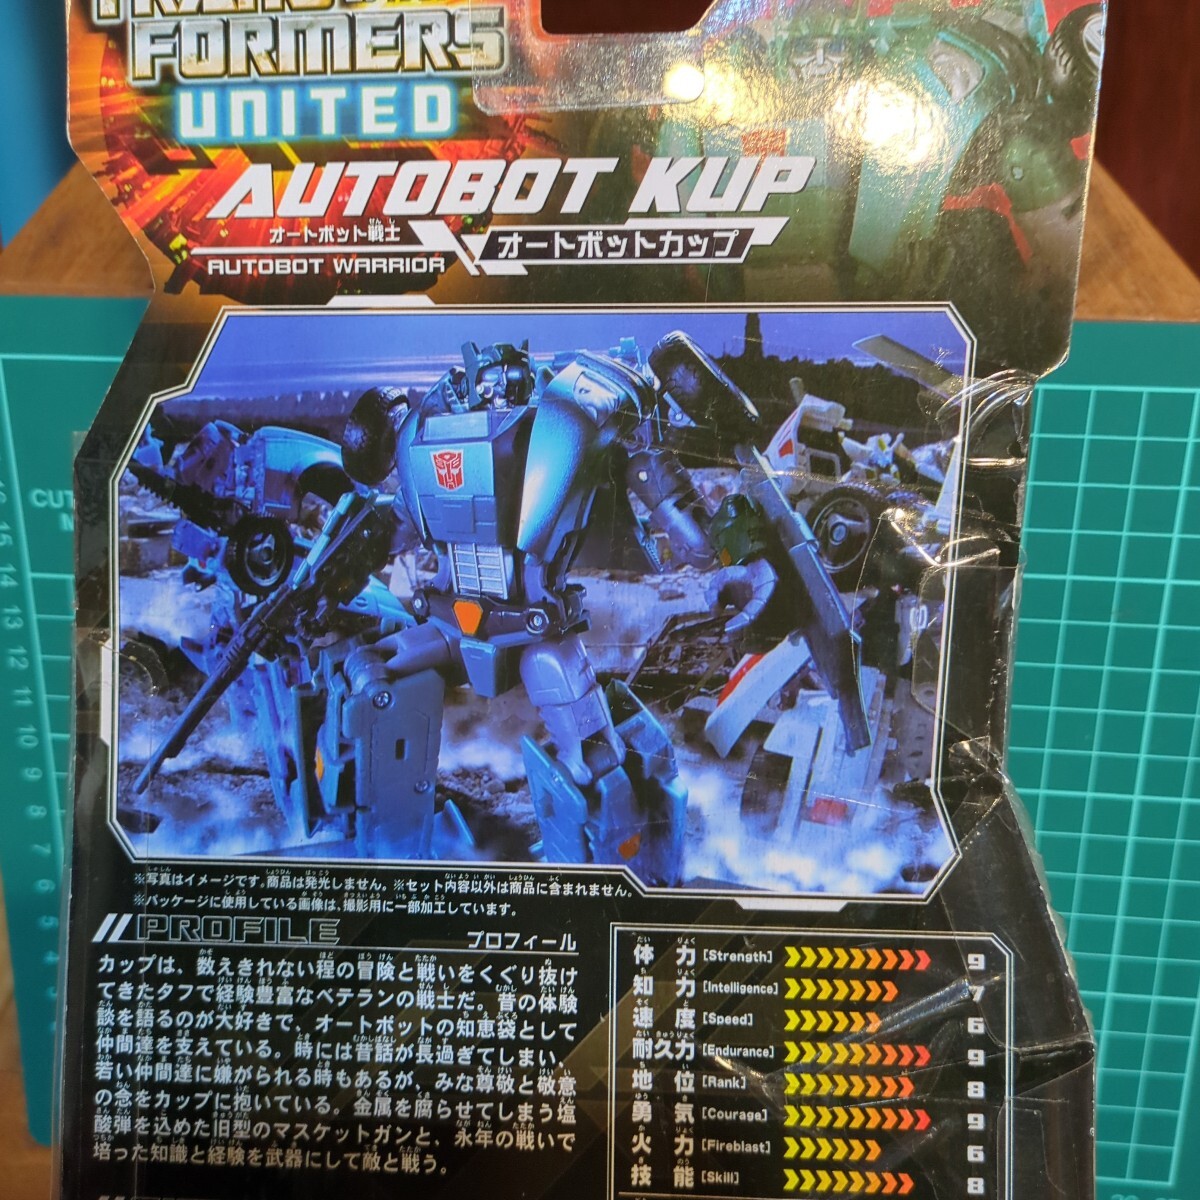 TRANSFORMERS
UNITED
AUTOBOT KUP
オートボット戦士
AUTOBOT WARRIOR
オートボットカップ
※写真はイメージです。商品は発光しません。※セット内容以外は商品に含まれません。
※パッケージに使用している画像は、撮影用に一部加工しています。
PROFILE
プロフィール
カップは、数えきれない程の冒険と戦いをくぐり抜け
てきたタフで経験豊富なベテランの戦士だ。昔の体験
談を語るのが大好きで、オートボットの知恵袋として
仲間達を支えている。時には昔話が長過ぎてしまい、
若い仲間達に嫌がられる時もあるが、みな尊敬と敬意
の念をカップに抱いている。金属を腐らせてしまう塩
酸弾を込めた旧型のマスケットガンと、永年の戦いで
培った知識と経験を武器にして敵と戦う。
体力 [Strength] 9
知力 [Intelligence] 7
速度 [Speed] 6
耐久力 [Endurance] 9
地位 [Rank] 8
勇気 [Courage] 9
火力 [Fireblast] 6
技能 [Skill] 8
16
15
14
13
12
11
10
9
8
7
6
5
4